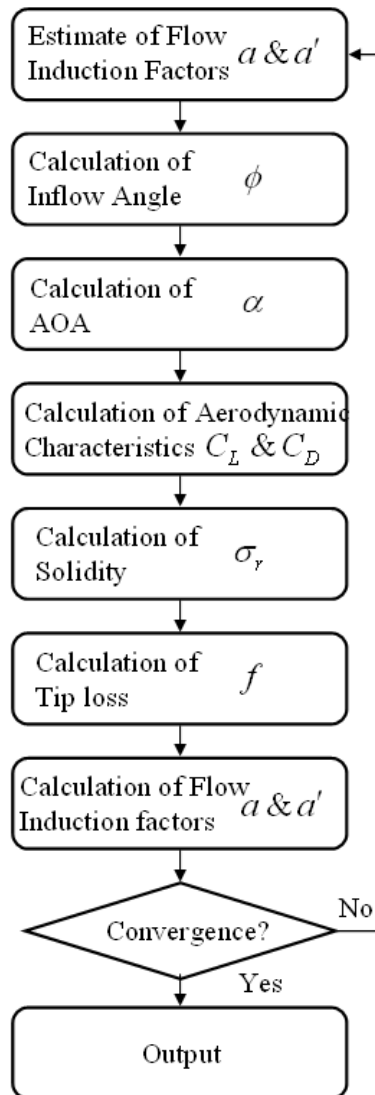 Estimate of Flow
Induction Factors a & a′
Calculation of
Inflow Angle ϕ
Calculation of
AOA α
Calculation of Aerodynamic
Characteristics C_L & C_D
Calculation of
Solidity σ_r
Calculation of
Tip loss f
Calculation of Flow
Induction factors a & a′
Convergence?
No
Yes
Output